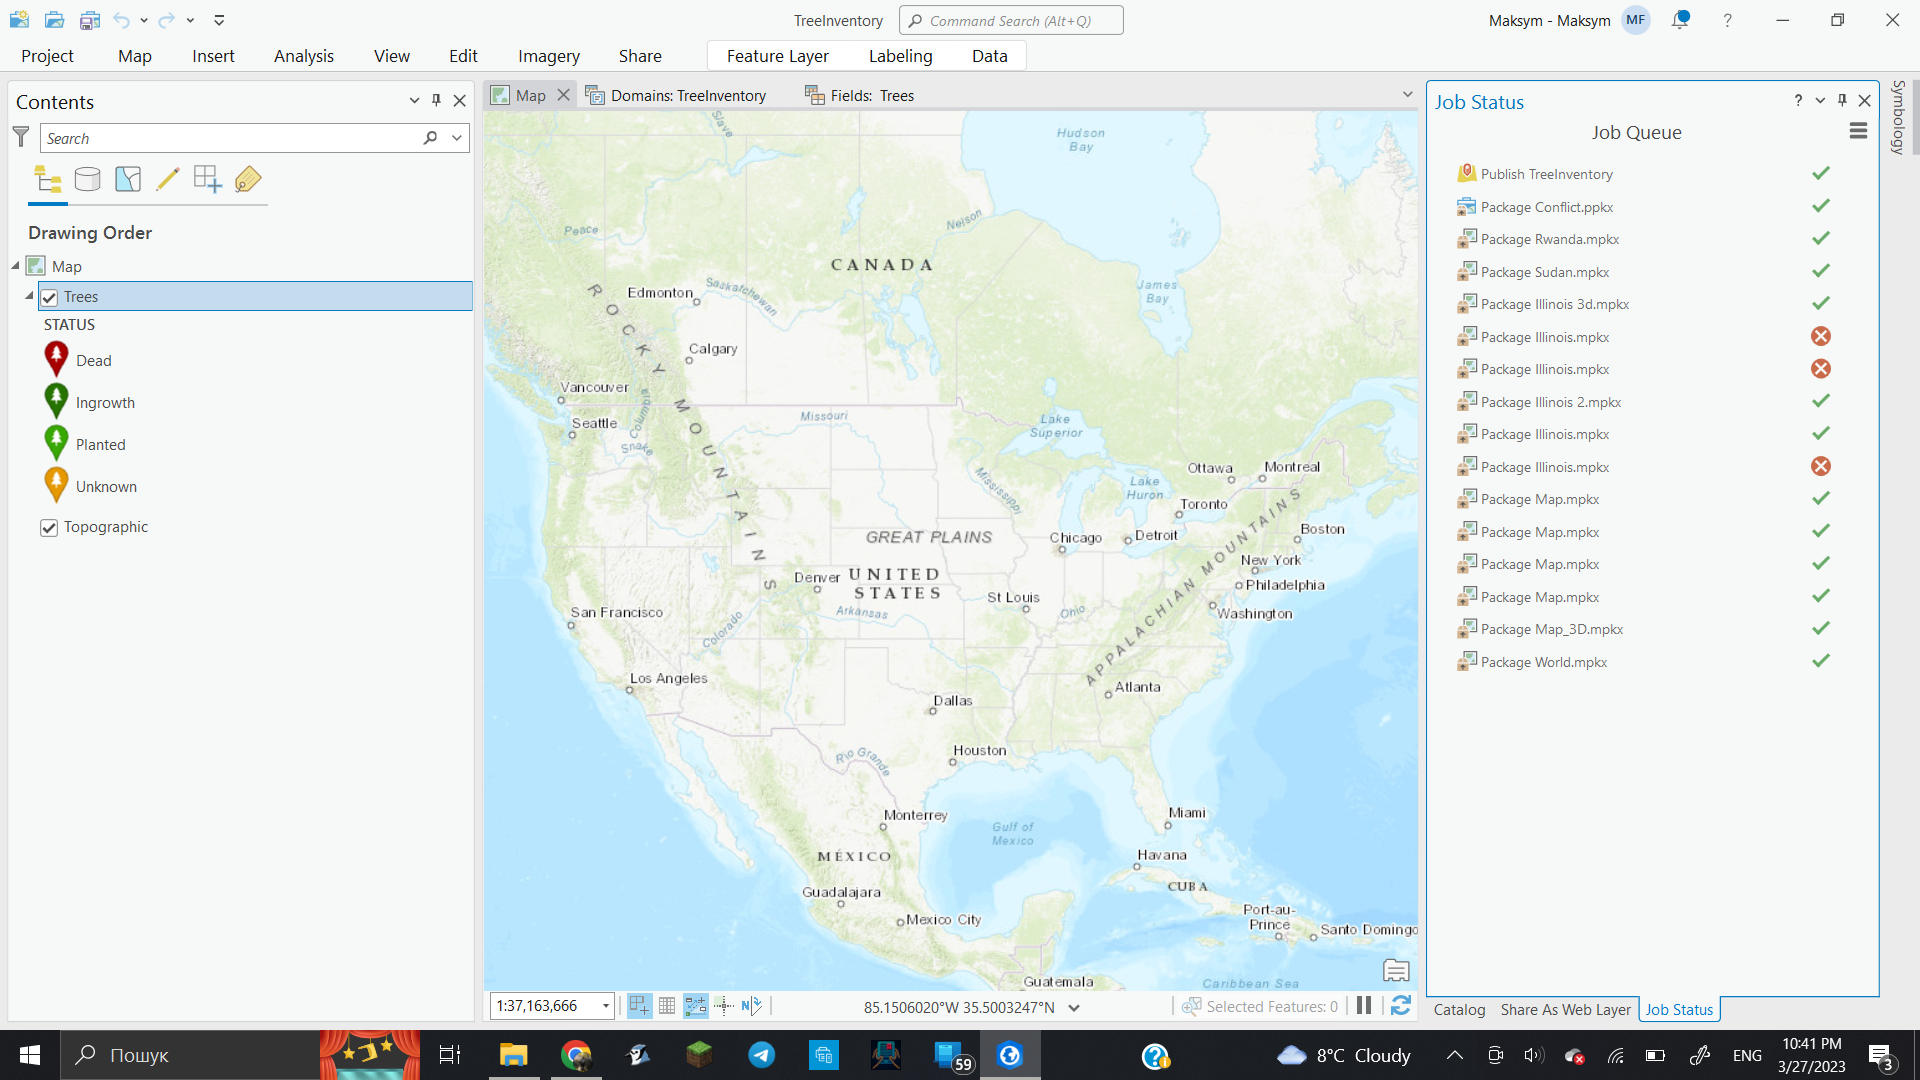 TreeInventory
Command Search (Alt+Q)
Maksym - Maksym
MF
?
Project
Map
Insert
Analysis
View
Edit
Imagery
Share
Feature Layer
Labeling
Data
Contents
Search
Drawing Order
Map
Trees
STATUS
Dead
Ingrowth
Planted
Unknown
Topographic
Map
Domains: TreeInventory
Fields: Trees
Slave
Hudson
Bay
Peace
Nelson
CANADA
Edmonton
Saskatchewan
James
Bay
ROCKY MOUNTAINS
Calgary
Vancouver
Columbia
Missouri
Seattle
Snake
Lake
Superior
Ottawa
Montreal
Mississippi
Lake
Huron
Toronto
Boston
GREAT PLAINS
Chicago
Detroit
New York
Denver
UNITED
STATES
Philadelphia
St Louis
Arkansas
Ohio
Washington
San Francisco
Colorado
APPALACHIAN MOUNTAINS
Los Angeles
Atlanta
Dallas
Houston
Rio Grande
Miami
Monterrey
Gulf of
Mexico
MÉXICO
Havana
CUBA
Guadalajara
Mexico City
Port-au-
Prince
Santo Domingo
Guatemala
Caribbean Sea
1:37,163,666
N
85.1506020°W 35.5003247°N
Selected Features: 0
Job Status
?
Job Queue
Publish TreeInventory
Package Conflict.ppkx
Package Rwanda.mpkx
Package Sudan.mpkx
Package Illinois 3d.mpkx
Package Illinois.mpkx
Package Illinois.mpkx
Package Illinois 2.mpkx
Package Illinois.mpkx
Package Illinois.mpkx
Package Map.mpkx
Package Map.mpkx
Package Map.mpkx
Package Map.mpkx
Package Map_3D.mpkx
Package World.mpkx
Symbology
Catalog
Share As Web Layer
Job Status
Пошук
59
?
8°C Cloudy
ENG
10:41 PM
3/27/2023
3